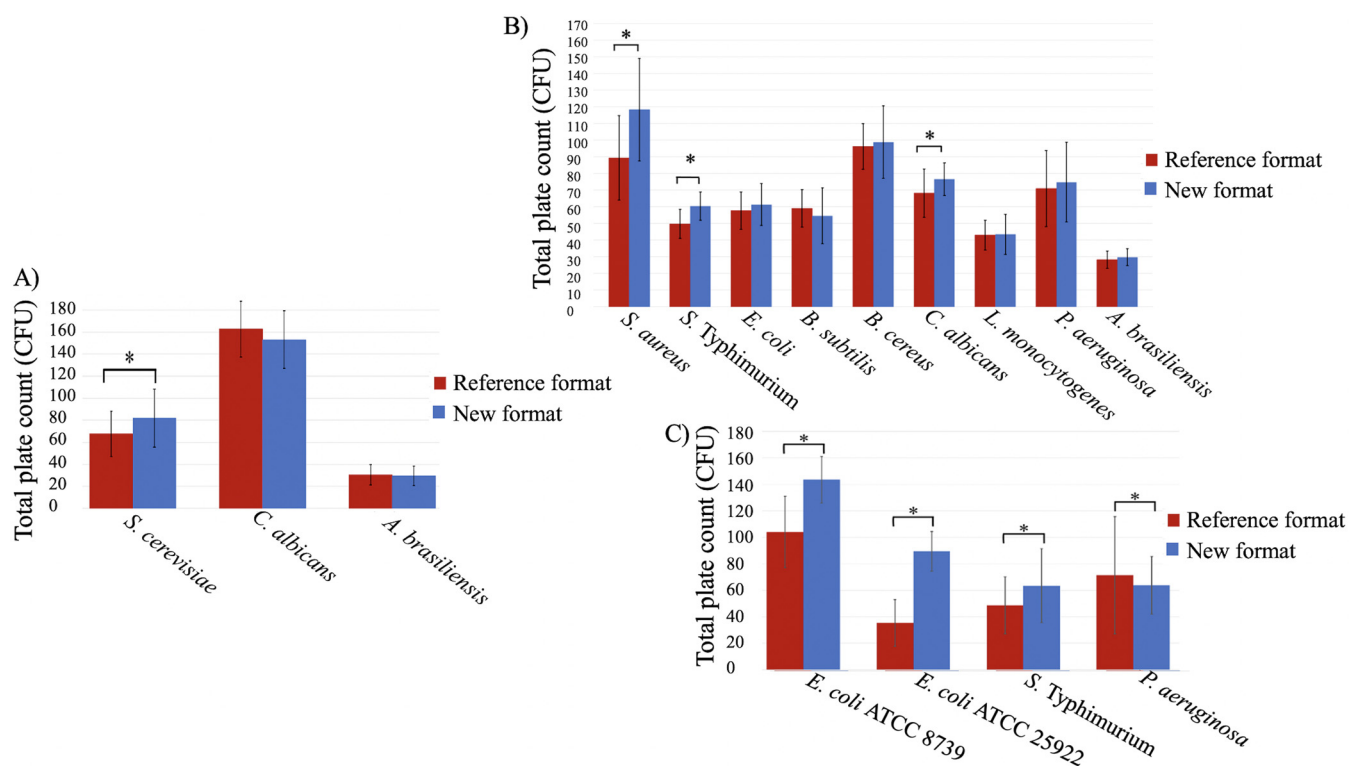 A)
Total plate count (CFU)
180
160
140
120
100
80
60
40
20
0
*
S. cerevisiae
C. albicans
A. brasiliensis
Reference format
New format
B)
Total plate count (CFU)
170
160
150
140
130
120
110
100
90
80
70
60
50
40
30
20
10
0
*
*
*
S. aureus
S. Typhimurium
E. coli
B. subtilis
B. cereus
C. albicans
L. monocytogenes
P. aeruginosa
A. brasiliensis
Reference format
New format
C)
Total plate count (CFU)
180
160
140
120
100
80
60
40
20
0
*
*
*
*
E. coli ATCC 8739
E. coli ATCC 25922
S. Typhimurium
P. aeruginosa
Reference format
New format